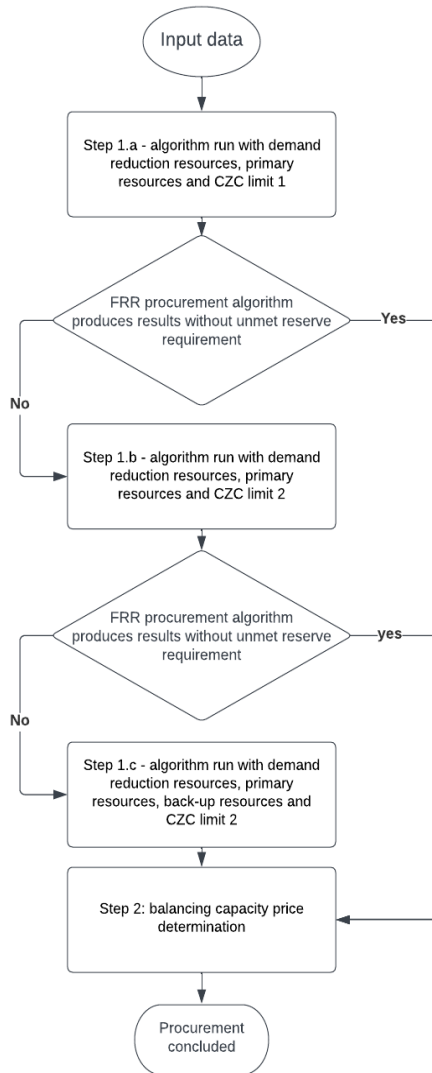 Input data
Step 1.a - algorithm run with demand
reduction resources, primary
resources and CZC limit 1
FRR procurement algorithm
produces results without unmet reserve
requirement
Yes
No
Step 1.b - algorithm run with demand
reduction resources, primary
resources and CZC limit 2
FRR procurement algorithm
produces results without unmet reserve
requirement
yes
No
Step 1.c - algorithm run with demand
reduction resources, primary
resources, back-up resources and
CZC limit 2
Step 2: balancing capacity price
determination
Procurement
concluded